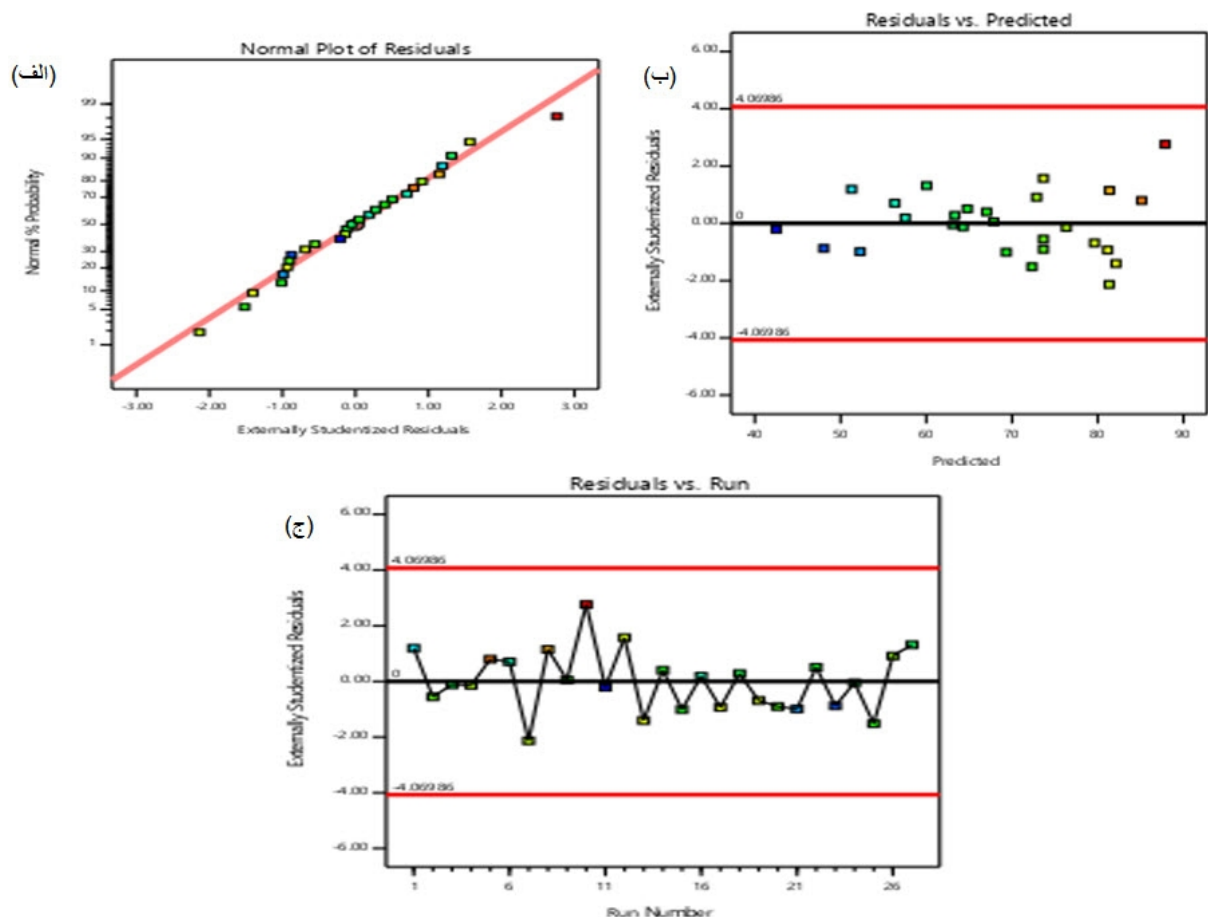 (الف)
Normal Plot of Residuals
Normal % Probability
99
95
90
80
70
50
30
20
10
5
1
-3.00 -2.00 -1.00 0.00 1.00 2.00 3.00
Externally Studentized Residuals
(ب)
Residuals vs. Predicted
Externally Studentized Residuals
6.00
4.06986
4.00
2.00
0
0.00
-2.00
-4.00
-4.06986
-6.00
40 50 60 70 80 90
Predicted
(ج)
Residuals vs. Run
Externally Studentized Residuals
6.00
4.06986
4.00
2.00
0
0.00
-2.00
-4.00
-4.06986
-6.00
1 6 11 16 21 26
Run Number